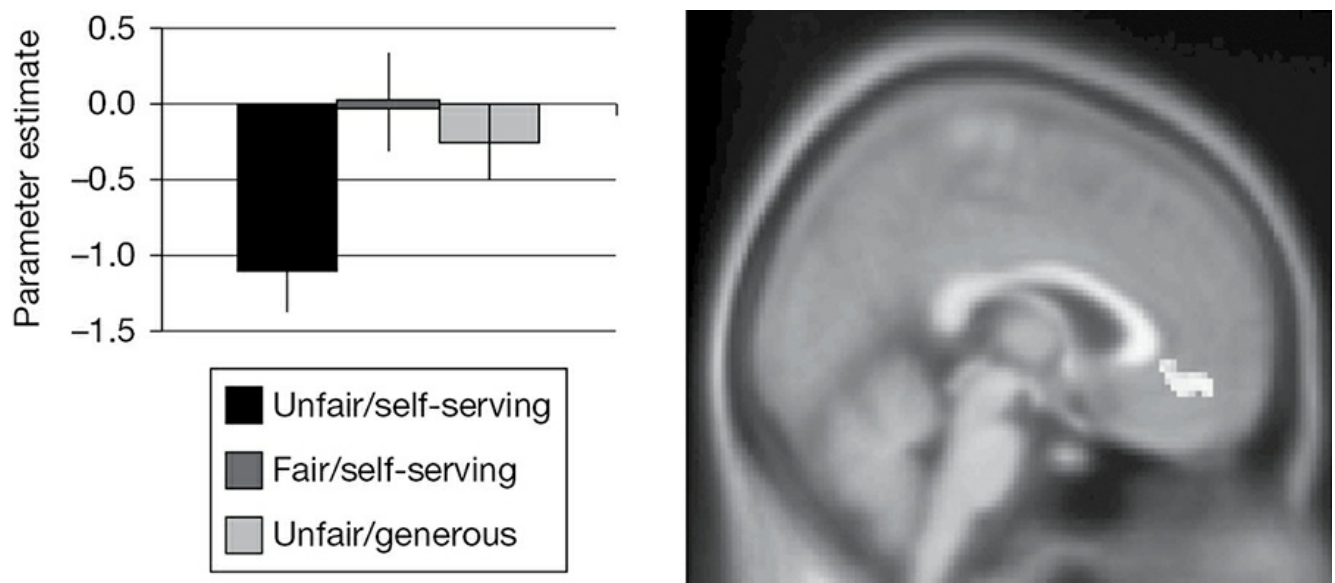 Parameter estimate
0.5
0.0
–0.5
–1.0
–1.5
Unfair/self-serving
Fair/self-serving
Unfair/generous